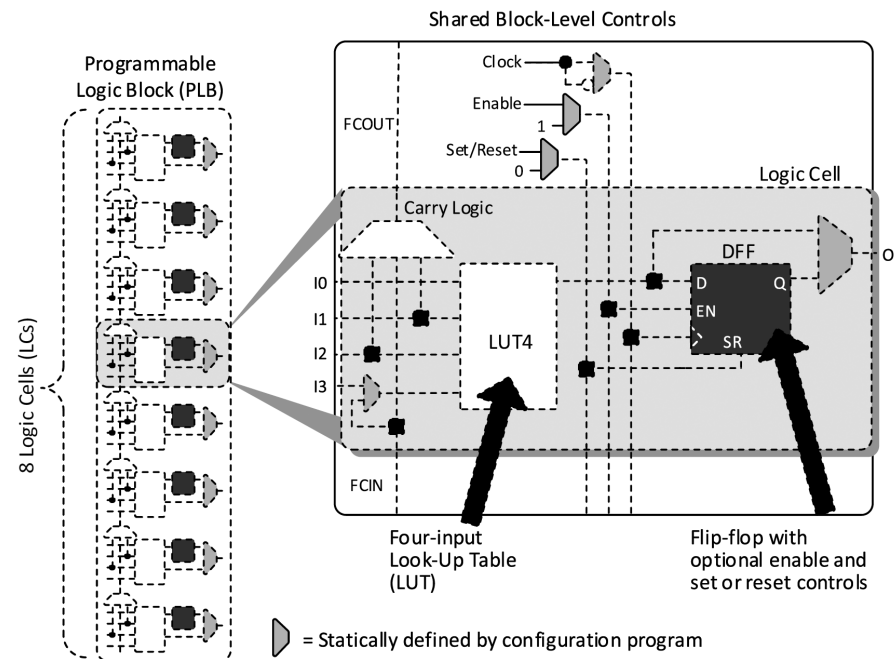 Shared Block-Level Controls
Programmable
Logic Block (PLB)
8 Logic Cells (LCs)
Clock
Enable
1
FCOUT
Set/Reset
0
Logic Cell
Carry Logic
I0
I1
I2
I3
LUT4
DFF
D
Q
EN
SR
O
FCIN
Four-input
Look-Up Table
(LUT)
Flip-flop with
optional enable and
set or reset controls
= Statically defined by configuration program